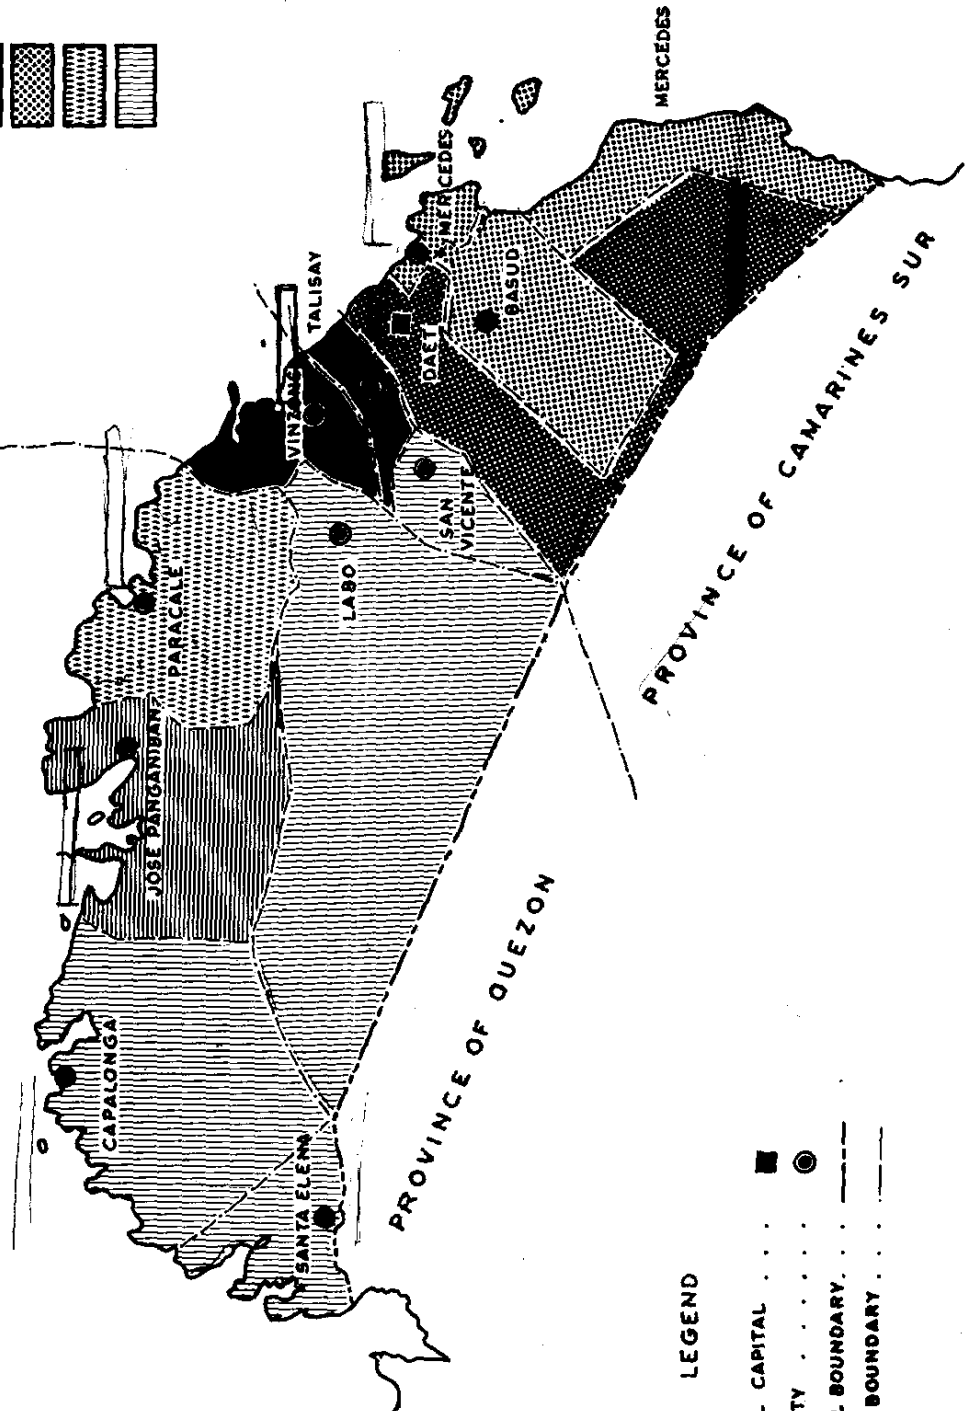 MERCEDES
MERCEDES
TALISAY
BASUD
DAET
VINZONS
SAN
VICENTE
LABO
PARACALE
JOSE PANGANIBAN
CAPALONGA
SANTA ELENA
PROVINCE OF CAMARINES SUR
PROVINCE OF QUEZON
LEGEND
CAPITAL . . .
TY . . . . . .
L BOUNDARY . . .
BOUNDARY . . .